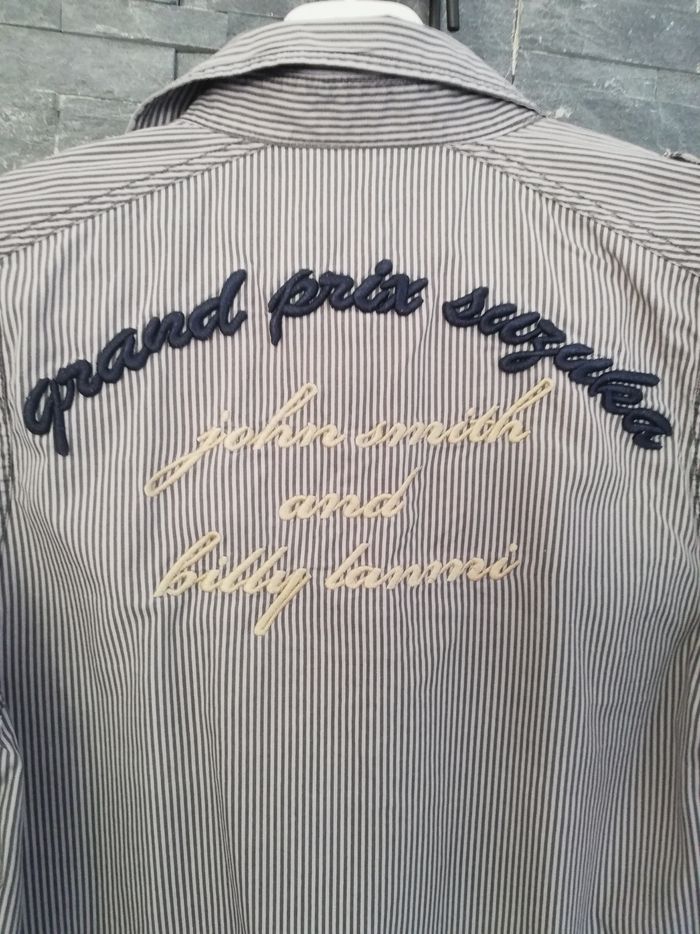 grand prix suzuka
john smith
and
billy lanmi